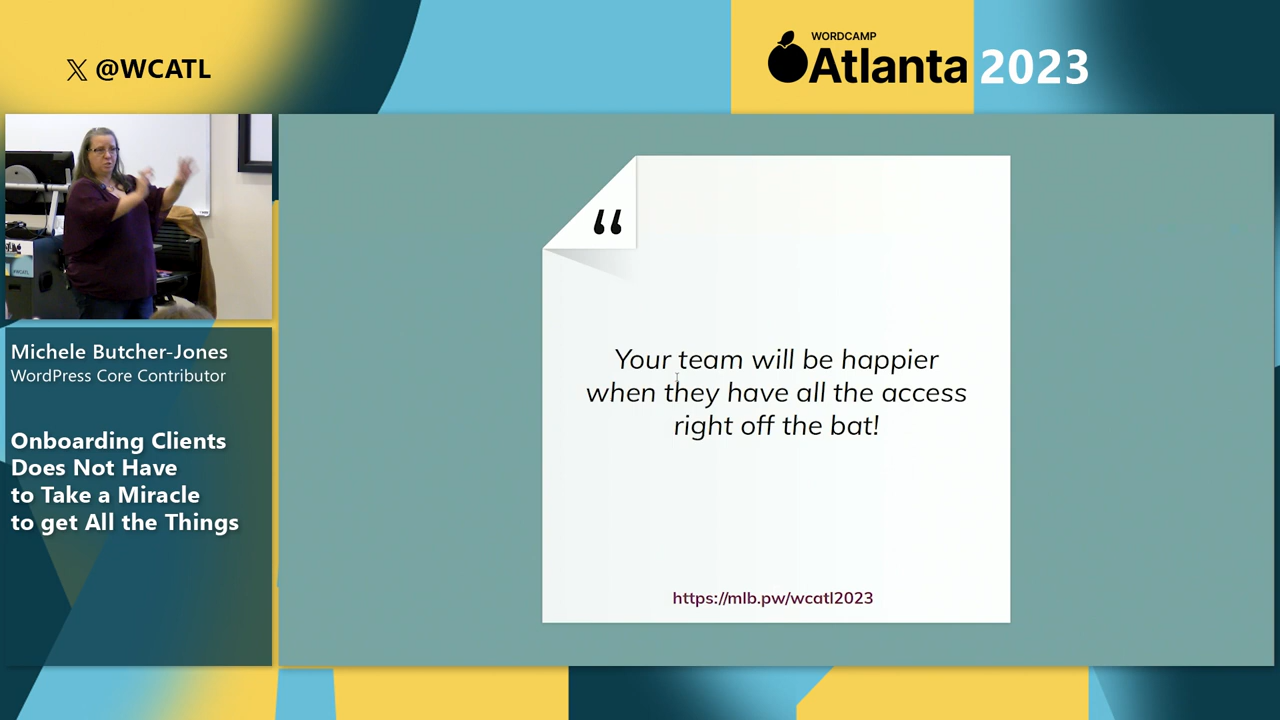 𝕏 @WCATL
WORDCAMP
Atlanta 2023
Michele Butcher-Jones
WordPress Core Contributor
Onboarding Clients
Does Not Have
to Take a Miracle
to get All the Things
“
Your team will be happier
when they have all the access
right off the bat!
https://mlb.pw/wcatl2023
#WCATL